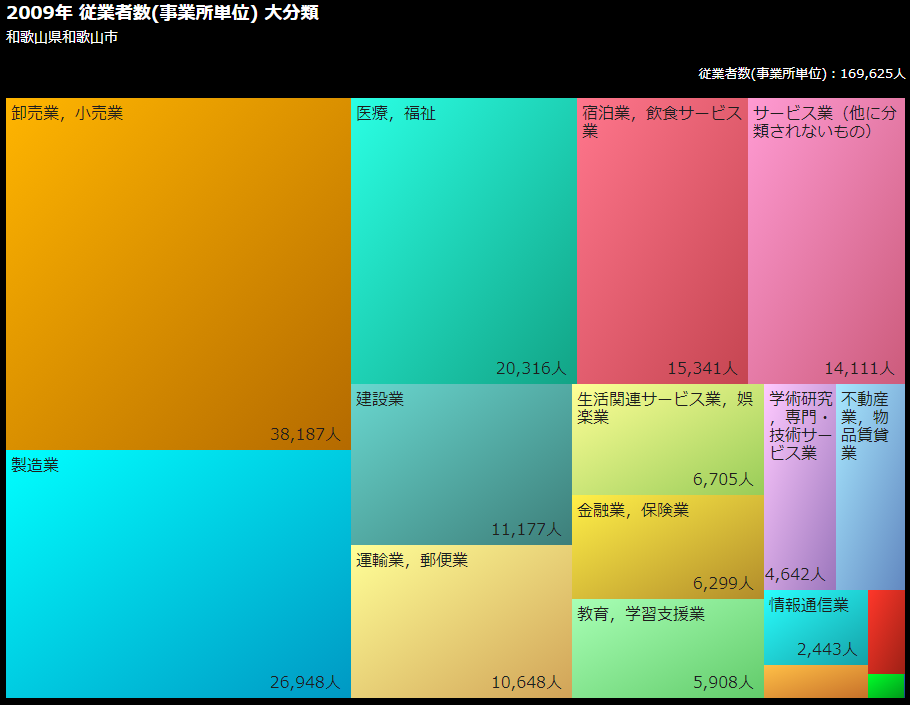 2009年 従業者数(事業所単位) 大分類
和歌山県和歌山市
従業者数(事業所単位)：169,625人
卸売業，小売業
38,187人
製造業
26,948人
医療，福祉
20,316人
宿泊業，飲食サービス
業
15,341人
サービス業（他に分
類されないもの）
14,111人
建設業
11,177人
運輸業，郵便業
10,648人
生活関連サービス業，娯
楽業
6,705人
金融業，保険業
6,299人
教育，学習支援業
5,908人
学術研究
，専門・
技術サー
ビス業
4,642人
不動産
業，物
品賃貸
業
情報通信業
2,443人